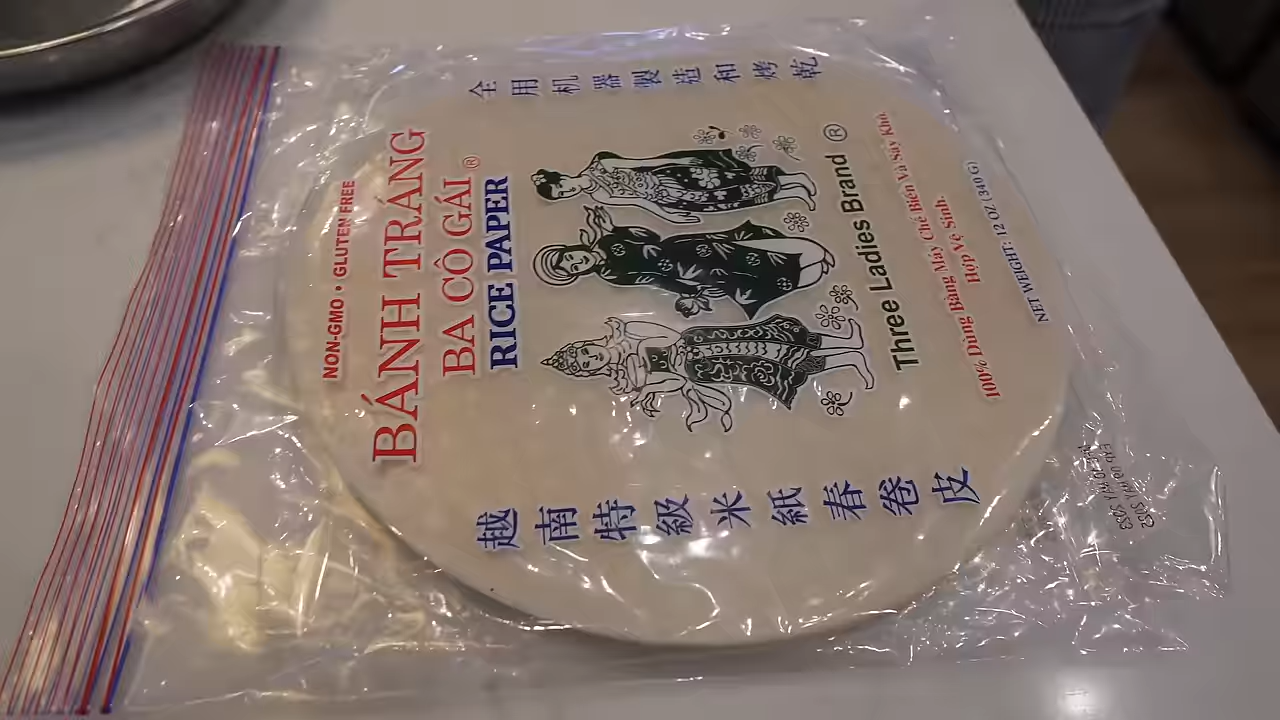 NON-GMO • GLUTEN FREE
BÁNH TRÁNG
BA CÔ GÁI®
RICE PAPER
全用机器製造和烤乾
越南特級米紙春卷皮
Three Ladies Brand ®
100% Dùng Bằng Máy Chế Biến Và Sấy Khô.
Hợp Vệ Sinh.
NET WEIGHT: 12 OZ (340 G)